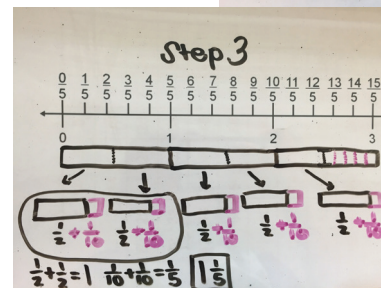 Step 3
0/5 1/5 2/5 3/5 4/5 5/5 6/5 7/5 8/5 9/5 10/5 11/5 12/5 13/5 14/5 15/5
0 1 2 3
1/2 + 1/10 1/2 + 1/10 1/2 + 1/10 1/2 + 1/10 1/2 + 1/10
1/2 + 1/2 = 1 1/10 + 1/10 = 1/5 1 1/5